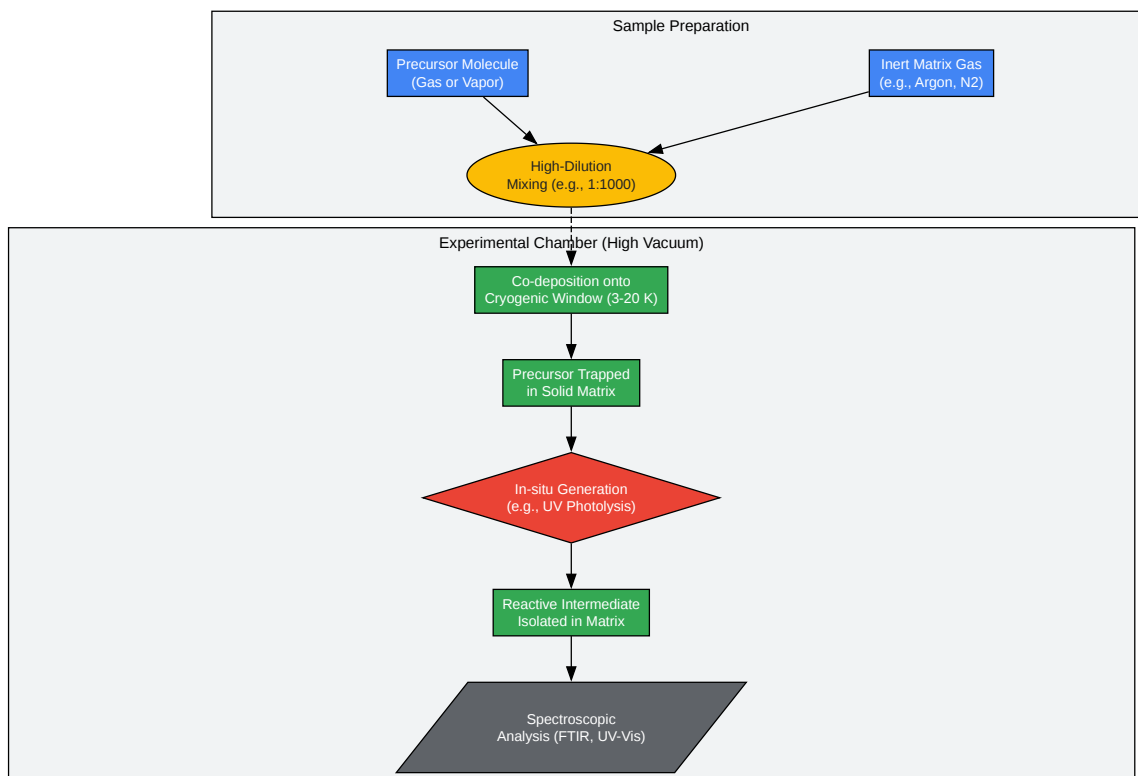 Sample Preparation
Precursor Molecule
(Gas or Vapor)
Inert Matrix Gas
(e.g., Argon, N2)
High-Dilution
Mixing (e.g., 1:1000)
Experimental Chamber (High Vacuum)
Co-deposition onto
Cryogenic Window (3-20 K)
Precursor Trapped
in Solid Matrix
In-situ Generation
(e.g., UV Photolysis)
Reactive Intermediate
Isolated in Matrix
Spectroscopic
Analysis (FTIR, UV-Vis)